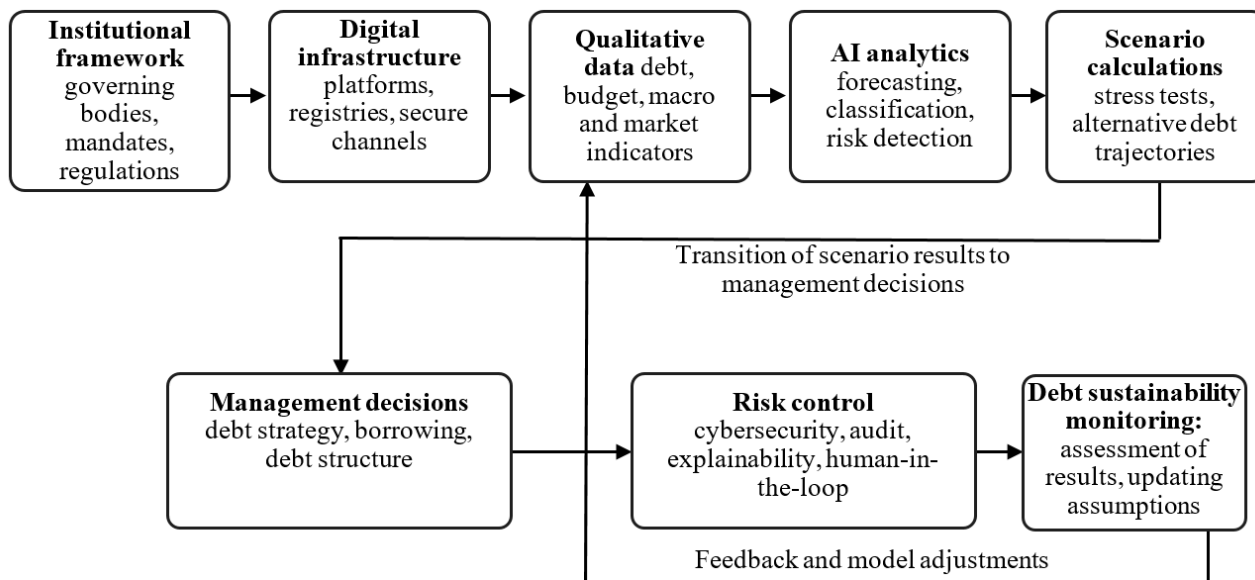 Institutional
framework
governing
bodies,
mandates,
regulations
Digital
infrastructure
platforms,
registries, secure
channels
Qualitative
data debt,
budget, macro
and market
indicators
AI analytics
forecasting,
classification,
risk detection
Scenario
calculations
stress tests,
alternative debt
trajectories
Transition of scenario results to
management decisions
Management decisions
debt strategy, borrowing,
debt structure
Risk control
cybersecurity, audit,
explainability, human-in-
the-loop
Debt sustainability
monitoring:
assessment of
results, updating
assumptions
Feedback and model adjustments